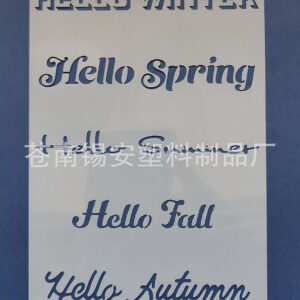 HELLO WINTER
Hello Spring
Hello Summer
苍南锡安塑料制品厂
Hello Fall
Hello Autumn